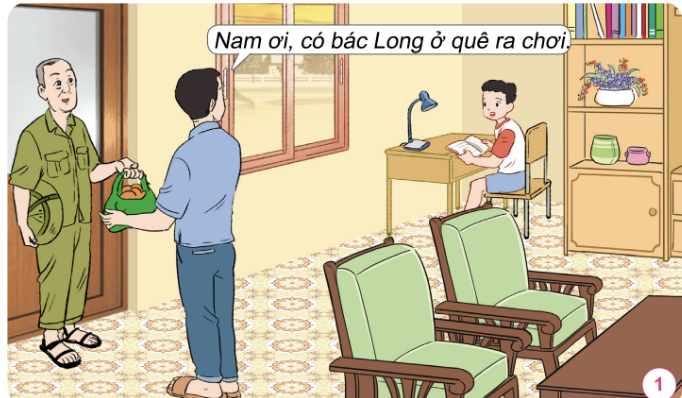 Nam ơi, có bác Long ở quê ra chơi.
1